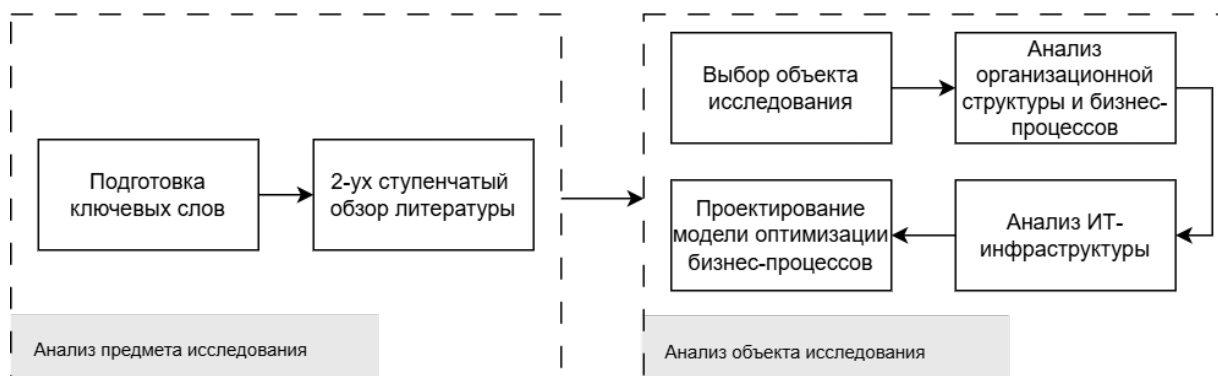 Подготовка
ключевых слов
2-ух ступенчатый
обзор литературы
Анализ предмета исследования
Выбор объекта
исследования
Анализ
организационной
структуры и бизнес-
процессов
Анализ ИТ-
инфраструктуры
Проектирование
модели оптимизации
бизнес-процессов
Анализ объекта исследования